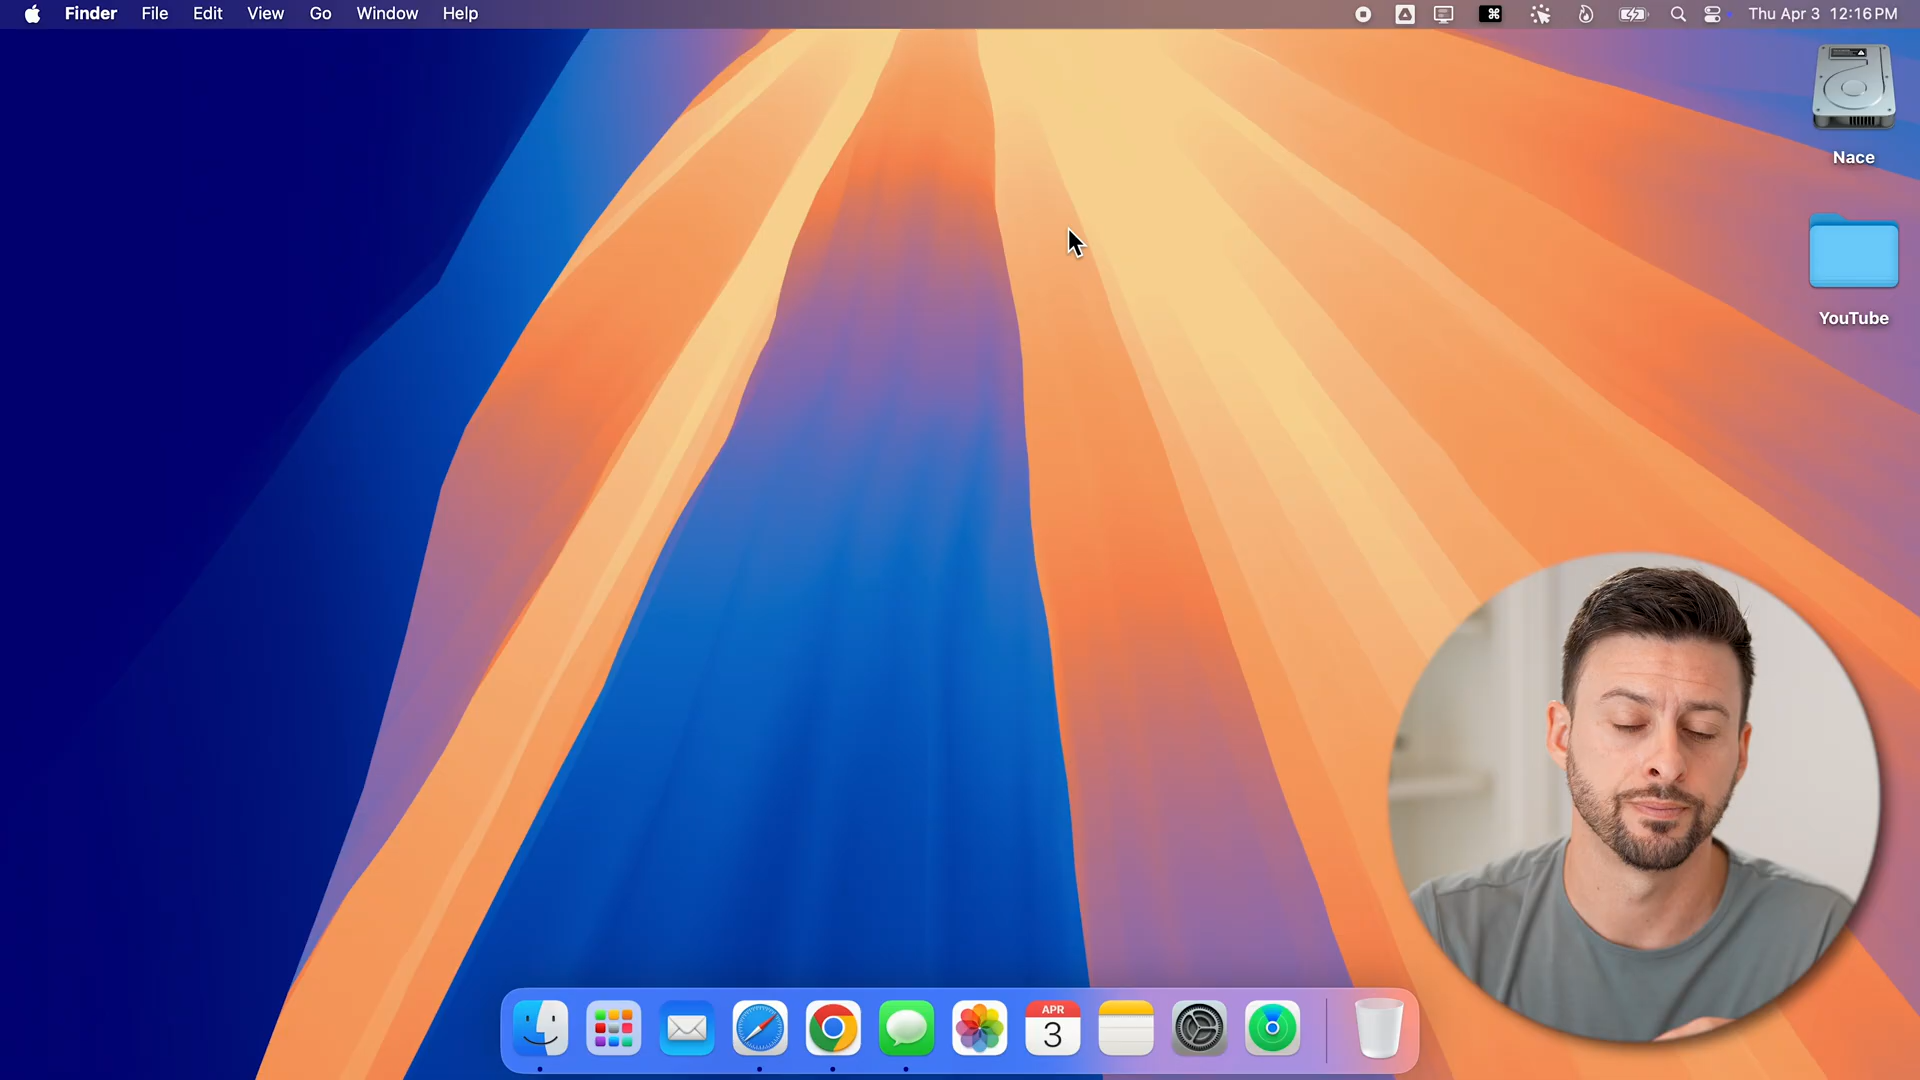 Finder File Edit View Go Window Help
Thu Apr 3 12:16 PM
Nace
YouTube
APR
3